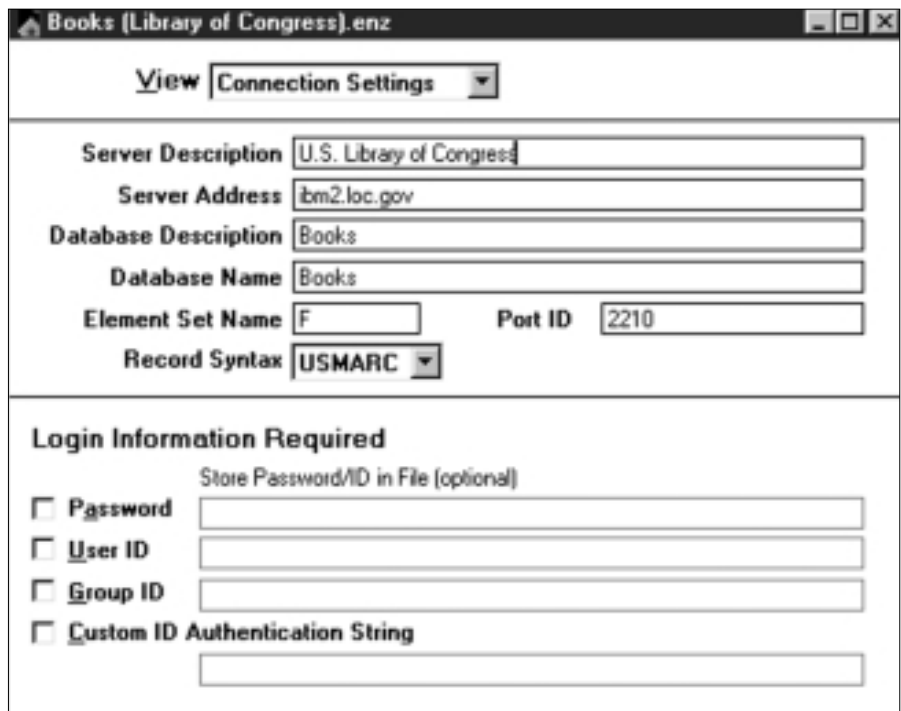 Books (Library of Congress).enz
View Connection Settings
Server Description U.S. Library of Congress
Server Address ibm2.loc.gov
Database Description Books
Database Name Books
Element Set Name F Port ID 2210
Record Syntax USMARC
Login Information Required
Store Password/ID in File (optional)
Password
User ID
Group ID
Custom ID Authentication String